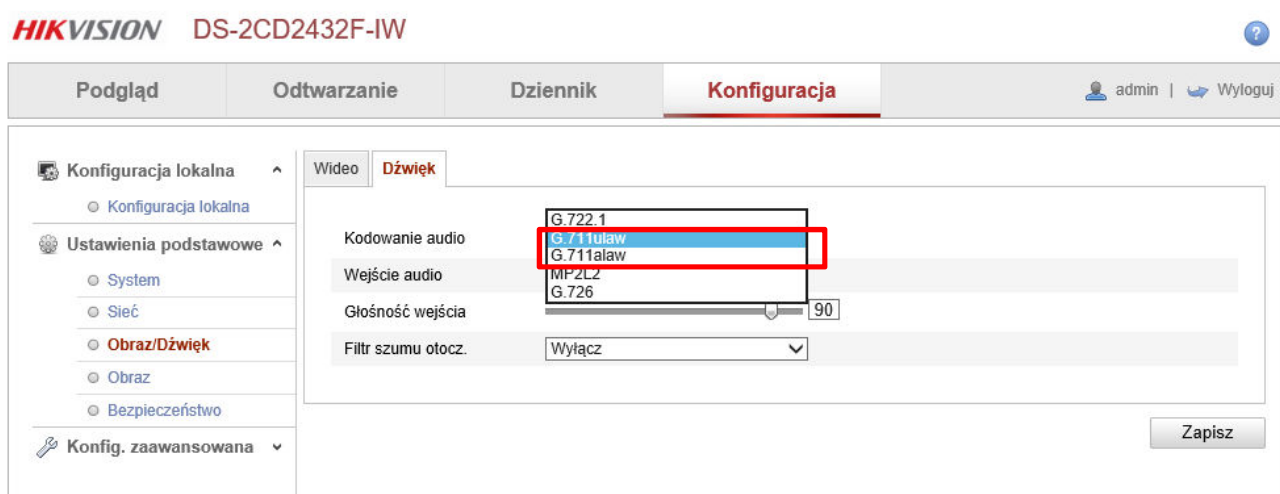 HIKVISION DS-2CD2432F-IW
?
Podgląd Odtwarzanie Dziennik Konfiguracja admin | Wyloguj
Konfiguracja lokalna
Konfiguracja lokalna
Ustawienia podstawowe
System
Sieć
Obraz/Dźwięk
Obraz
Bezpieczeństwo
Konfig. zaawansowana
Wideo Dźwięk
Kodowanie audio
G.722.1
G.711ulaw
G.711alaw
MP2L2
G.726
Wejście audio
Głośność wejścia 90
Filtr szumu otocz. Wyłącz
Zapisz